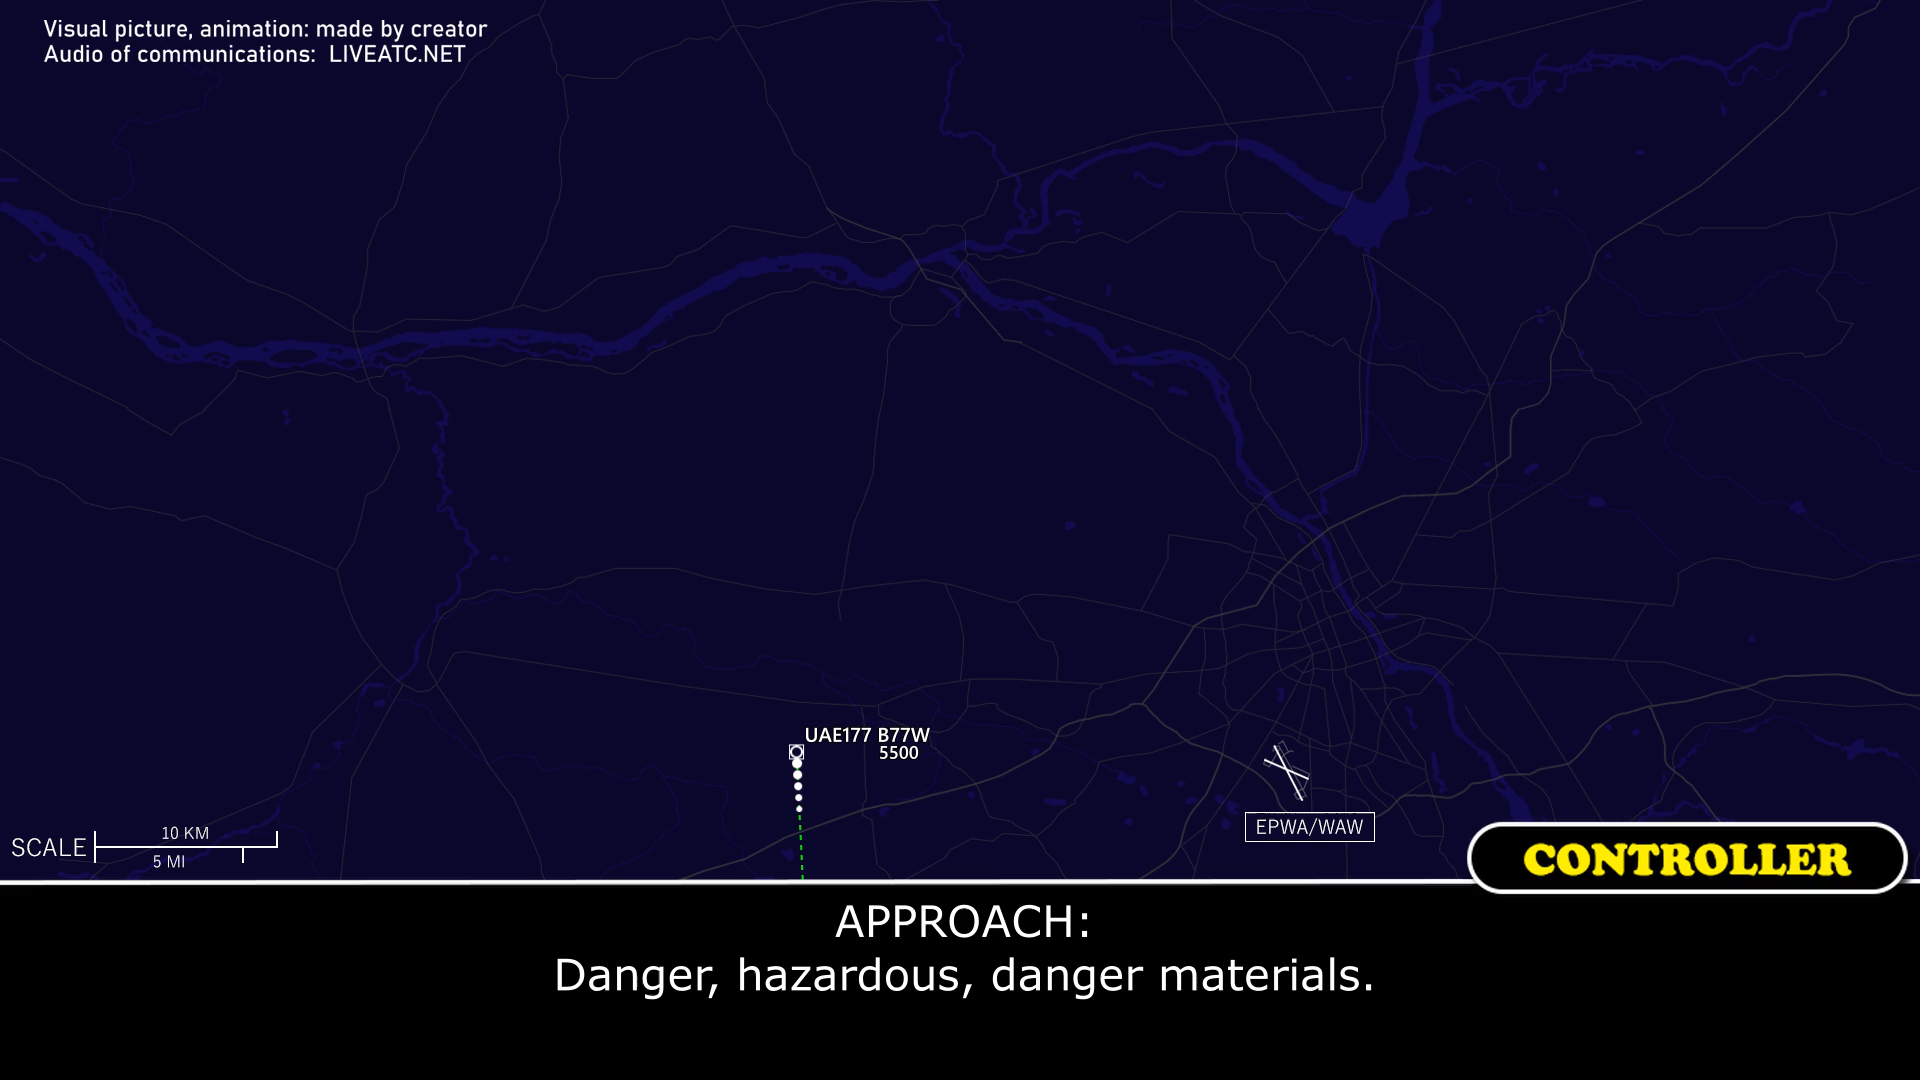 Visual picture, animation: made by creator
Audio of communications: LIVEATC.NET
UAE177 B77W
5500
EPWA/WAW
SCALE
10 KM
5 MI
CONTROLLER
APPROACH:
Danger, hazardous, danger materials.